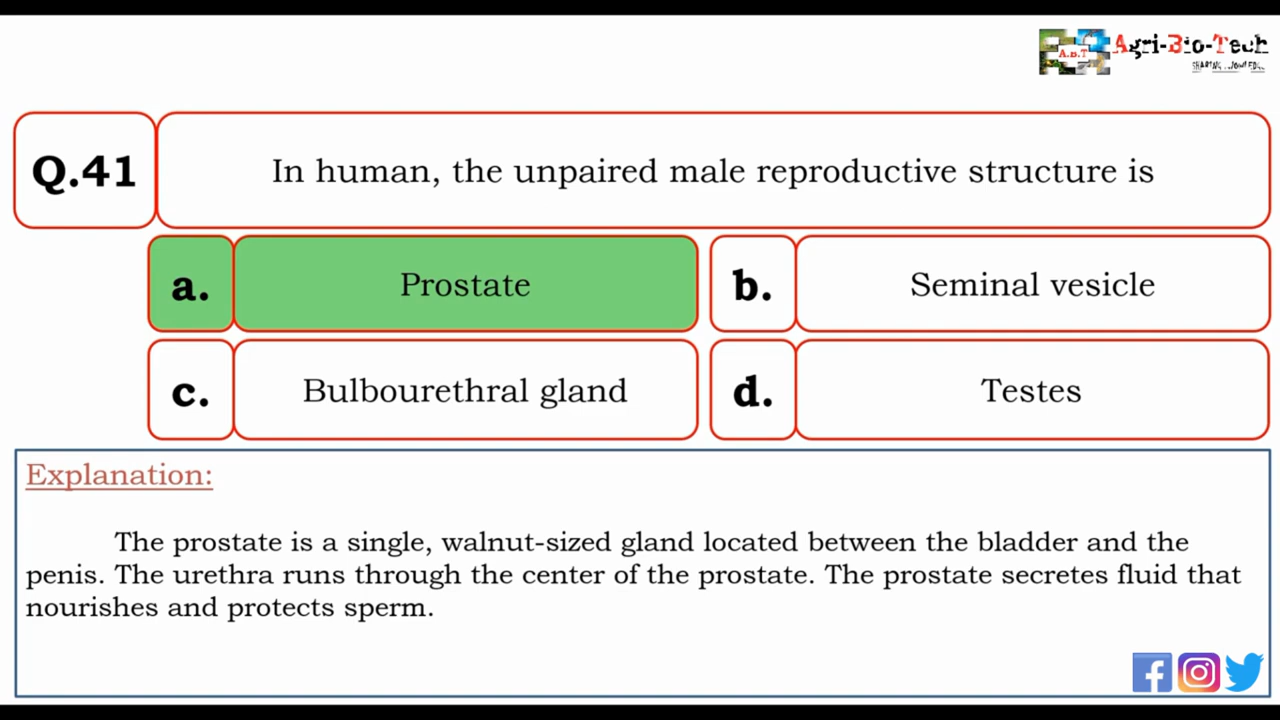 A.B.T
Agri-Bio-Tech
SHARING KNOWLEDGE
Q.41
In human, the unpaired male reproductive structure is
a.
Prostate
b.
Seminal vesicle
c.
Bulbourethral gland
d.
Testes
Explanation:
The prostate is a single, walnut-sized gland located between the bladder and the
penis. The urethra runs through the center of the prostate. The prostate secretes fluid that
nourishes and protects sperm.